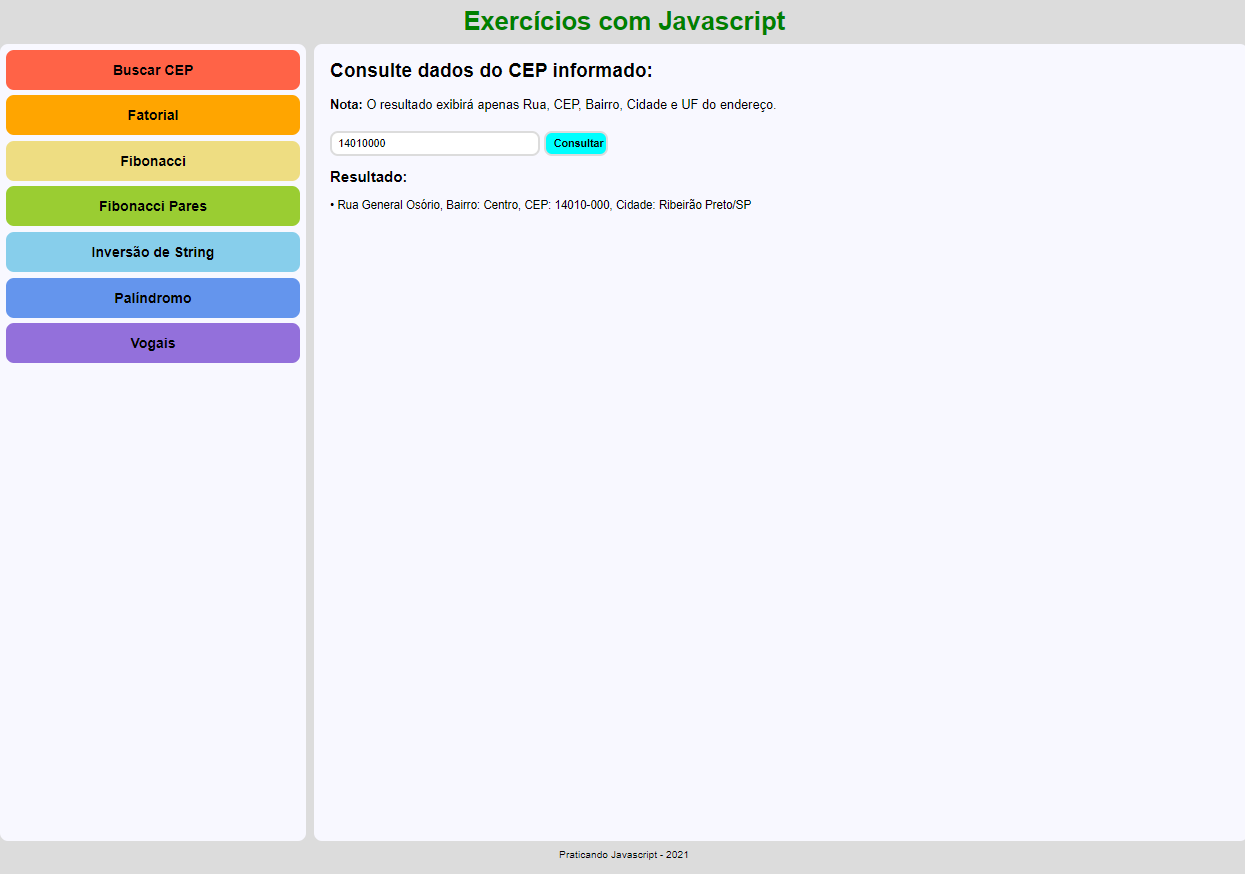 Exercícios com Javascript
Buscar CEP
Fatorial
Fibonacci
Fibonacci Pares
Inversão de String
Palíndromo
Vogais
Consulte dados do CEP informado:
Nota: O resultado exibirá apenas Rua, CEP, Bairro, Cidade e UF do endereço.
14010000 Consultar
Resultado:
• Rua General Osório, Bairro: Centro, CEP: 14010-000, Cidade: Ribeirão Preto/SP
Praticando Javascript - 2021